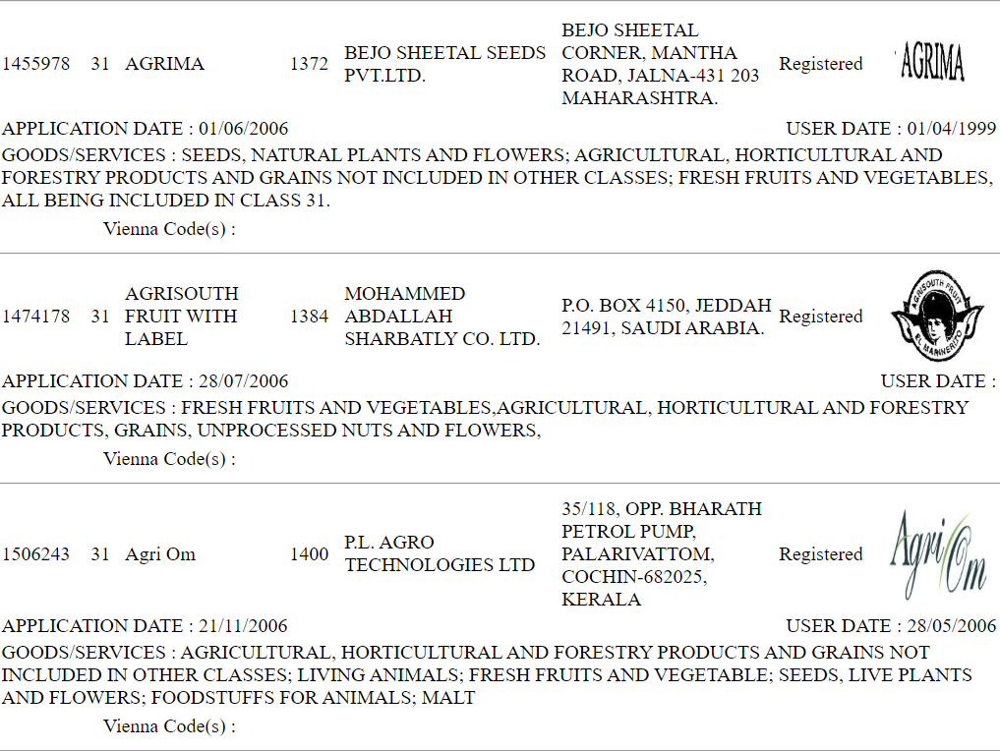 1455978 31 AGRIMA 1372 BEJO SHEETAL SEEDS PVT.LTD. BEJO SHEETAL CORNER, MANTHA ROAD, JALNA-431 203 MAHARASHTRA. Registered AGRIMA
APPLICATION DATE : 01/06/2006 USER DATE : 01/04/1999
GOODS/SERVICES : SEEDS, NATURAL PLANTS AND FLOWERS; AGRICULTURAL, HORTICULTURAL AND
FORESTRY PRODUCTS AND GRAINS NOT INCLUDED IN OTHER CLASSES; FRESH FRUITS AND VEGETABLES,
ALL BEING INCLUDED IN CLASS 31.
Vienna Code(s) :
1474178 31 AGRISOUTH FRUIT WITH LABEL 1384 MOHAMMED ABDALLAH SHARBATLY CO. LTD. P.O. BOX 4150, JEDDAH 21491, SAUDI ARABIA. Registered AGRISOUTH FRUIT EL MARINERITO
APPLICATION DATE : 28/07/2006 USER DATE :
GOODS/SERVICES : FRESH FRUITS AND VEGETABLES,AGRICULTURAL, HORTICULTURAL AND FORESTRY
PRODUCTS, GRAINS, UNPROCESSED NUTS AND FLOWERS,
Vienna Code(s) :
1506243 31 Agri Om 1400 P.L. AGRO TECHNOLOGIES LTD 35/118, OPP. BHARATH PETROL PUMP, PALARIVATTOM, COCHIN-682025, KERALA Registered Agri Om
APPLICATION DATE : 21/11/2006 USER DATE : 28/05/2006
GOODS/SERVICES : AGRICULTURAL, HORTICULTURAL AND FORESTRY PRODUCTS AND GRAINS NOT
INCLUDED IN OTHER CLASSES; LIVING ANIMALS; FRESH FRUITS AND VEGETABLE; SEEDS, LIVE PLANTS
AND FLOWERS; FOODSTUFFS FOR ANIMALS; MALT
Vienna Code(s) :